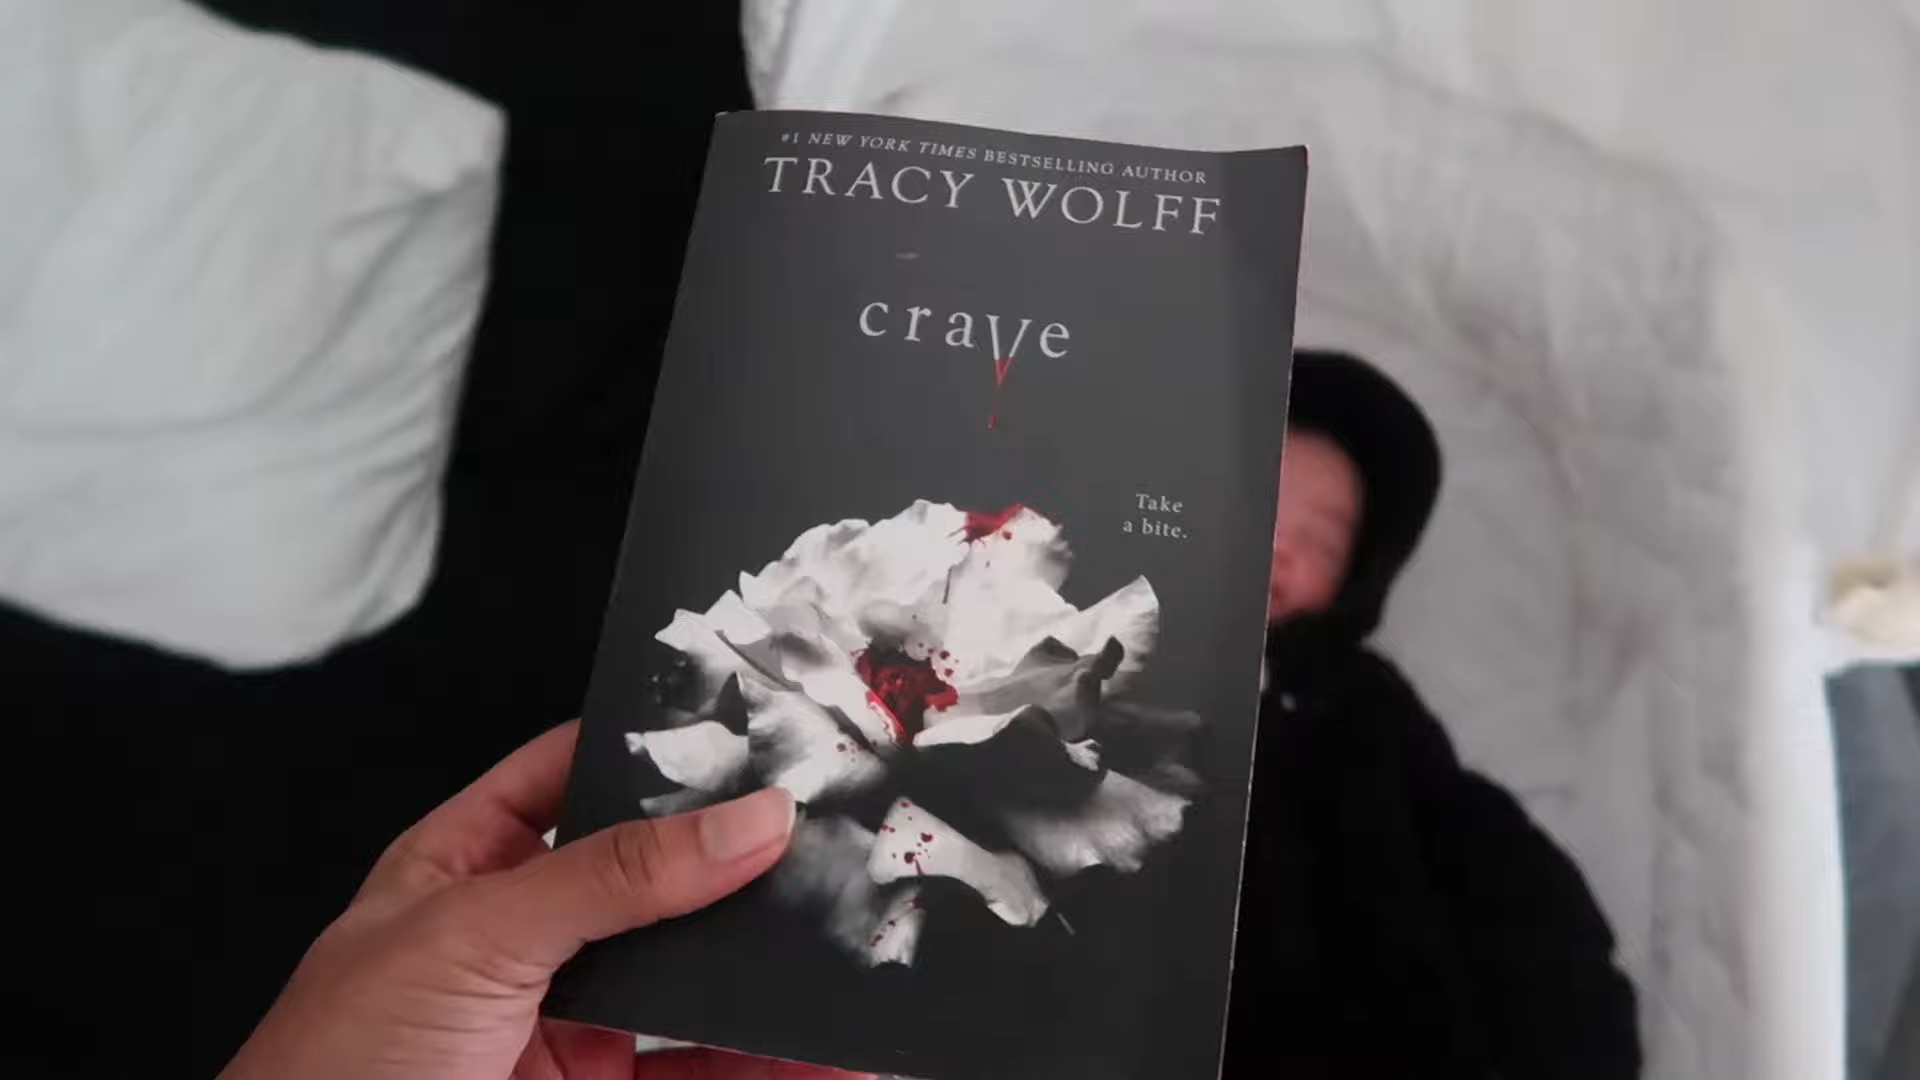 #1 NEW YORK TIMES BESTSELLING AUTHOR
TRACY WOLFF
crave
Take
a bite.